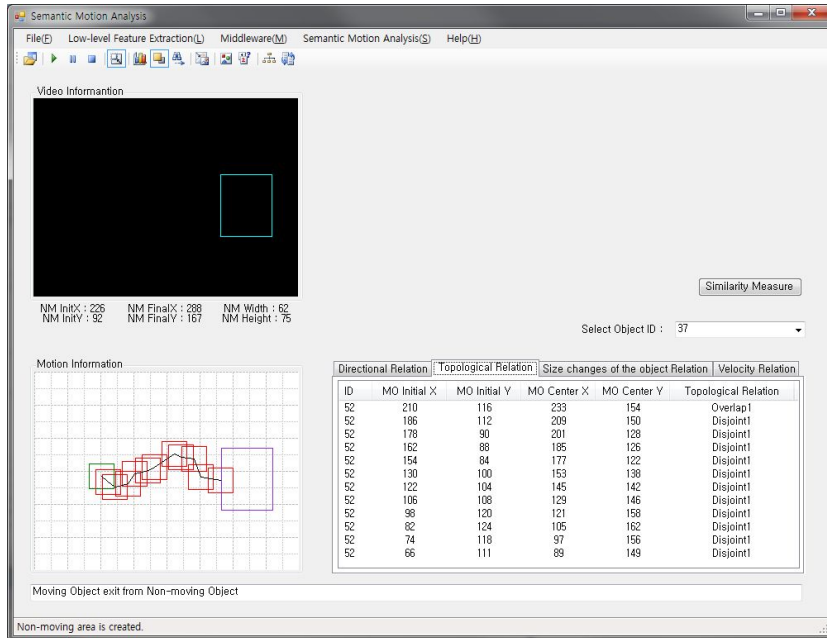 Semantic Motion Analysis
File(F) Low-level Feature Extraction(L) Middleware(M) Semantic Motion Analysis(S) Help(H)
Video Informantion
NM InitX : 226 NM FinalX : 288 NM Width : 62
NM InitY : 92 NM FinalY : 167 NM Height : 75
Similarity Measure
Select Object ID : 37
Motion Information
Directional Relation Topological Relation Size changes of the object Relation Velocity Relation
ID MO Initial X MO Initial Y MO Center X MO Center Y Topological Relation
52 210 116 233 154 Overlap1
52 186 112 209 150 Disjoint1
52 178 90 201 128 Disjoint1
52 162 88 185 126 Disjoint1
52 154 84 177 122 Disjoint1
52 130 100 153 138 Disjoint1
52 122 104 145 142 Disjoint1
52 106 108 129 146 Disjoint1
52 98 120 121 158 Disjoint1
52 82 124 105 162 Disjoint1
52 74 118 97 156 Disjoint1
52 66 111 89 149 Disjoint1
Moving Object exit from Non-moving Object
Non-moving area is created.